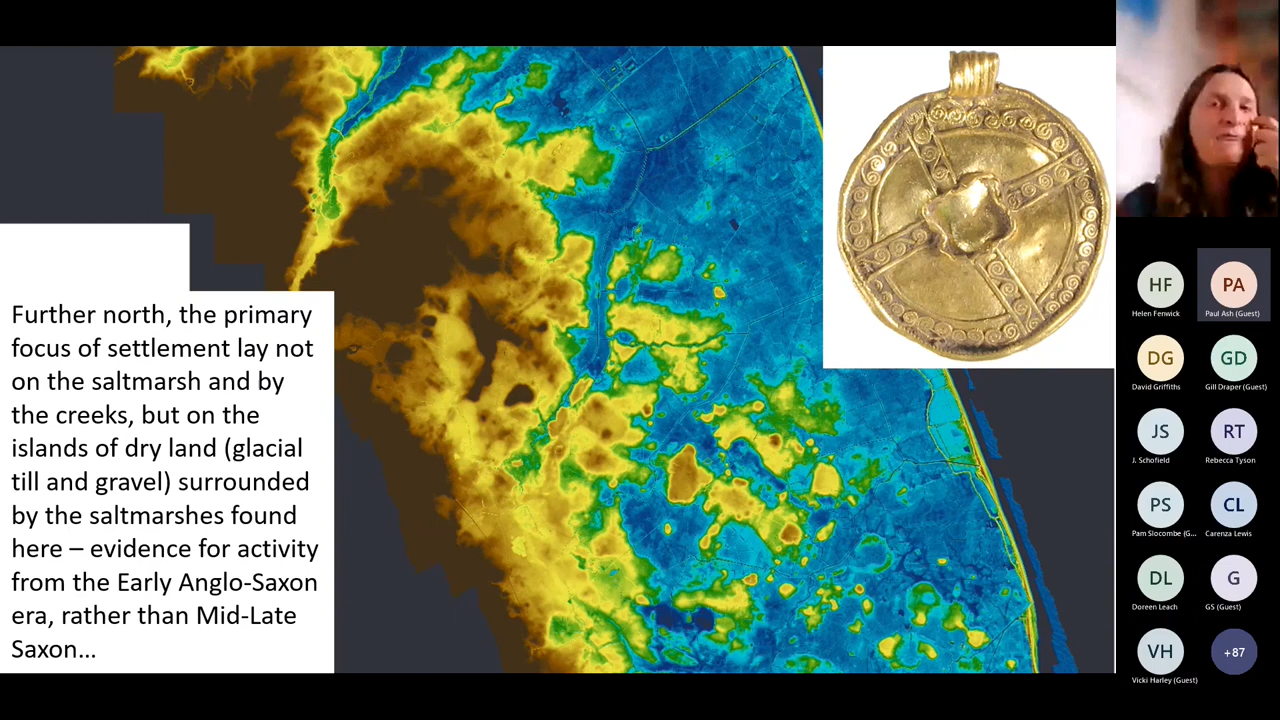 Further north, the primary
focus of settlement lay not
on the saltmarsh and by
the creeks, but on the
islands of dry land (glacial
till and gravel) surrounded
by the saltmarshes found
here – evidence for activity
from the Early Anglo-Saxon
era, rather than Mid-Late
Saxon...
HF
Helen Fenwick
PA
Paul Ash (Guest)
DG
David Griffiths
GD
Gill Draper (Guest)
JS
J. Schofield
RT
Rebecca Tyson
PS
Pam Slocombe (G...
CL
Carenza Lewis
DL
Doreen Leach
G
GS (Guest)
VH
Vicki Harley (Guest)
+87